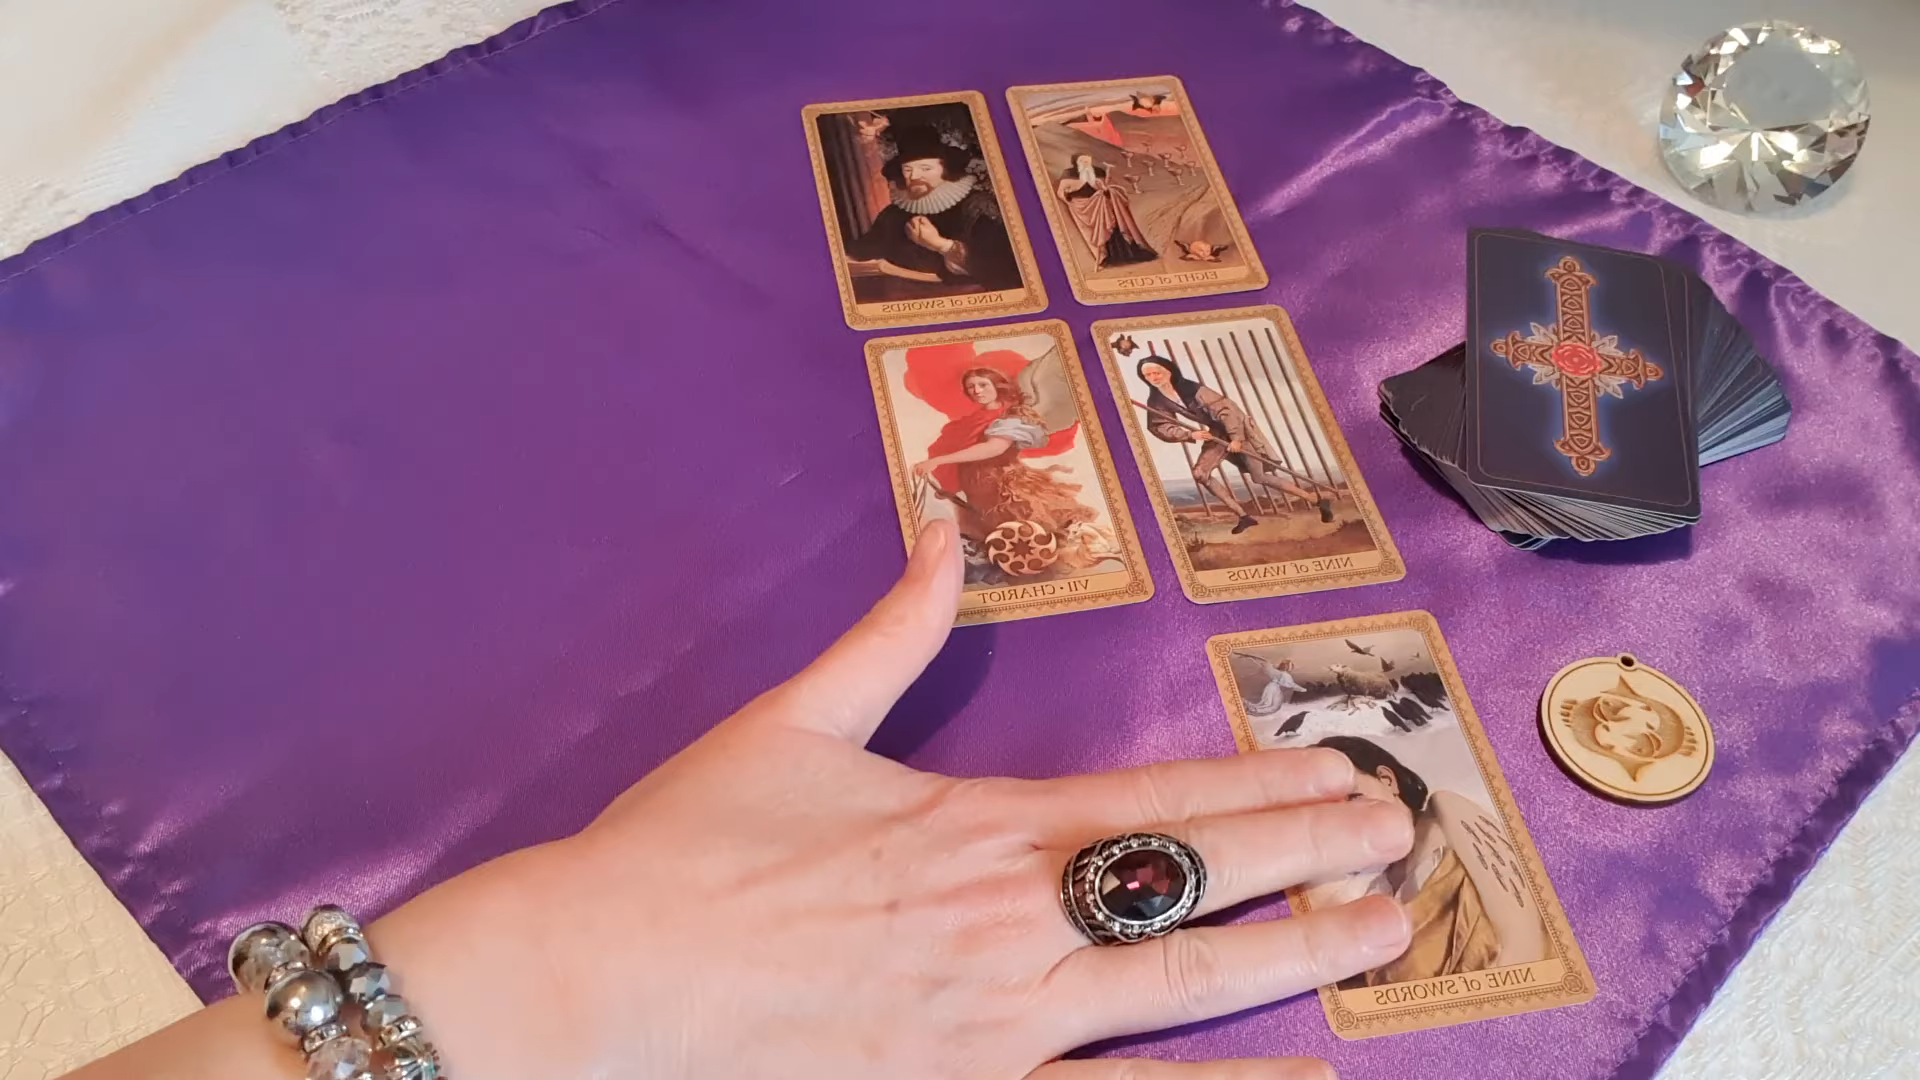 KING of SWORDS
EIGHT of CUPS
VII • CHARIOT
NINE of WANDS
NINE of SWORDS